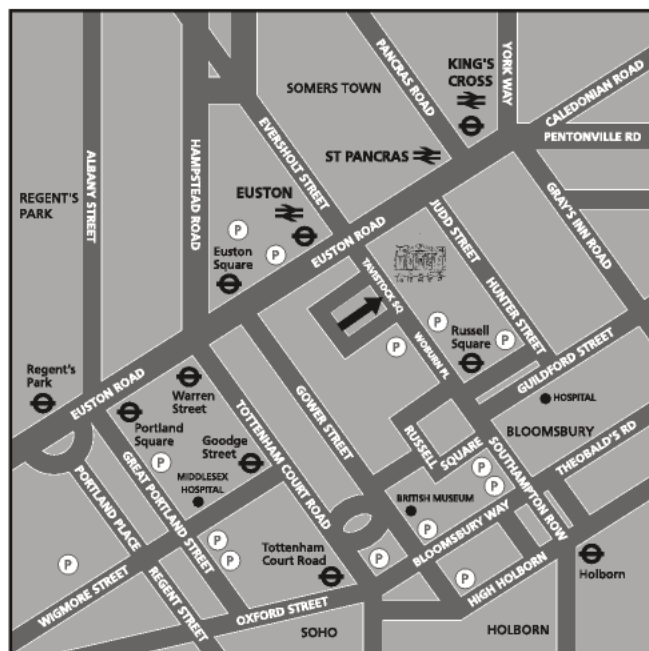 KING'S
CROSS
YORK WAY
CALEDONIAN ROAD
PANCRAS ROAD
SOMERS TOWN
PENTONVILLE RD
ST PANCRAS
EVERSHOLT STREET
HAMPSTEAD ROAD
ALBANY STREET
REGENT'S
PARK
EUSTON
JUDD STREET
GRAY'S INN ROAD
P
Euston
Square
P
EUSTON ROAD
TAVISTOCK SQ
HUNTER STREET
P
P
P
Russell
Square
WOBURN PL
GUILDFORD STREET
Regent's
Park
EUSTON ROAD
Warren
Street
Portland
Square
Goodge
Street
GOWER STREET
TOTTENHAM COURT ROAD
HOSPITAL
BLOOMSBURY
THEOBALD'S RD
RUSSELL
SQUARE
SOUTHAMPTON ROW
P
P
P
MIDDLESEX
HOSPITAL
GREAT PORTLAND STREET
PORTLAND PLACE
BRITISH MUSEUM
P
BLOOMSBURY WAY
P
P
P
P
Tottenham
Court Road
P
HIGH HOLBORN
Holborn
WIGMORE STREET
REGENT STREET
OXFORD STREET
SOHO
HOLBORN